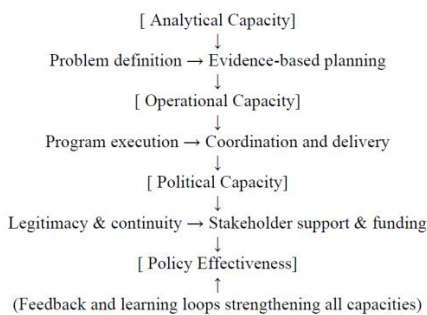 [ Analytical Capacity]
↓
Problem definition → Evidence-based planning
↓
[ Operational Capacity]
↓
Program execution → Coordination and delivery
↓
[ Political Capacity]
↓
Legitimacy & continuity → Stakeholder support & funding
↓
[ Policy Effectiveness]
↑
(Feedback and learning loops strengthening all capacities)